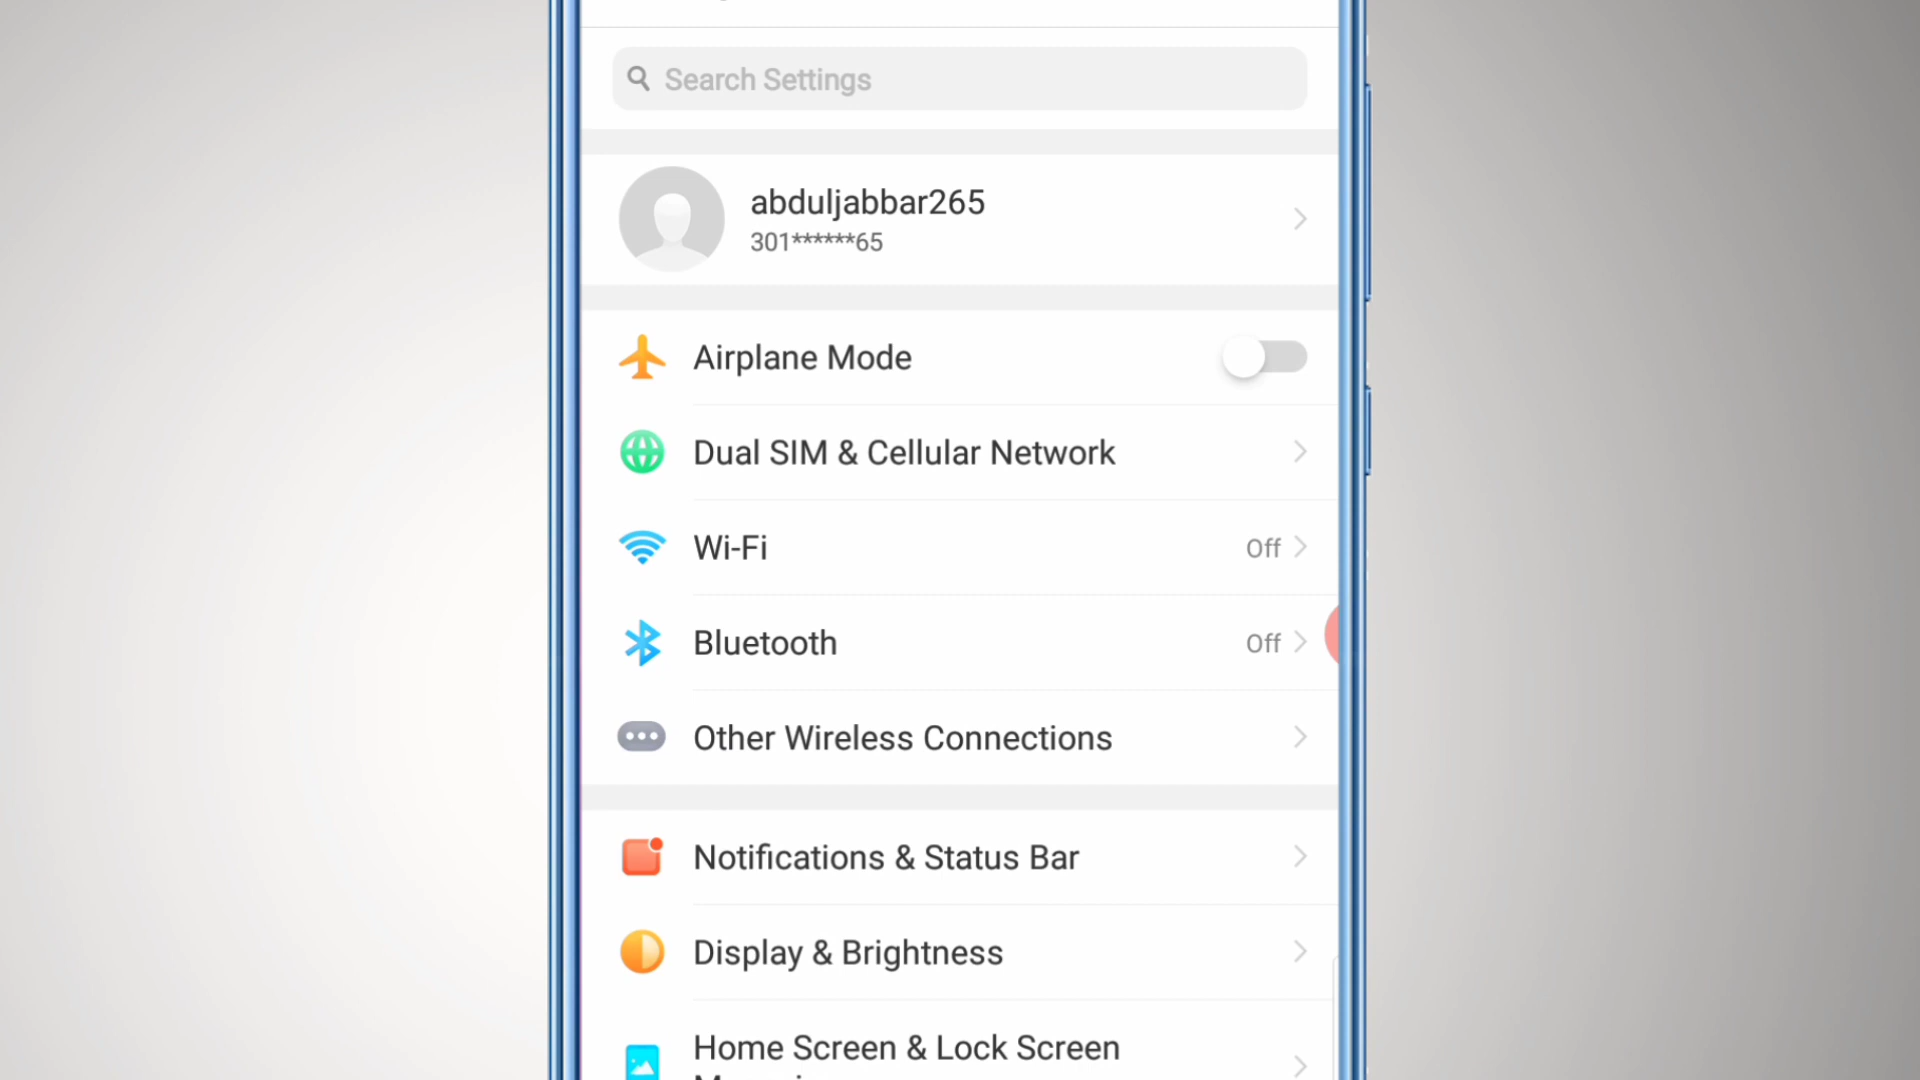 Search Settings
abduljabbar265
301******65
Airplane Mode
Dual SIM & Cellular Network
Wi-Fi
Off
Bluetooth
Off
Other Wireless Connections
Notifications & Status Bar
Display & Brightness
Home Screen & Lock Screen